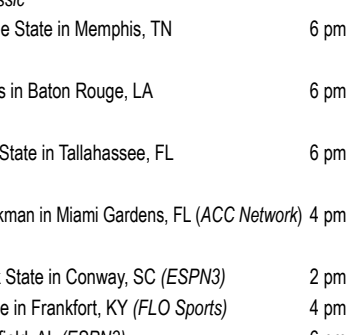 e State in Memphis, TN 6 pm
s in Baton Rouge, LA 6 pm
State in Tallahassee, FL 6 pm
kman in Miami Gardens, FL (ACC Network) 4 pm
State in Conway, SC (ESPN3) 2 pm
e in Frankfort, KY (FLO Sports) 4 pm